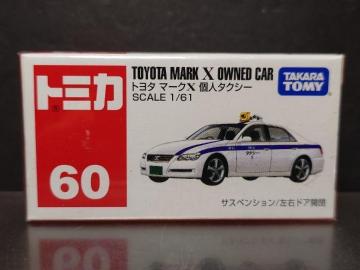 トミカ
60
TOYOTA MARK X OWNED CAR
トヨタ マークX 個人タクシー
SCALE 1/61
TAKARA
TOMY
サスペンション/左右ドア開閉